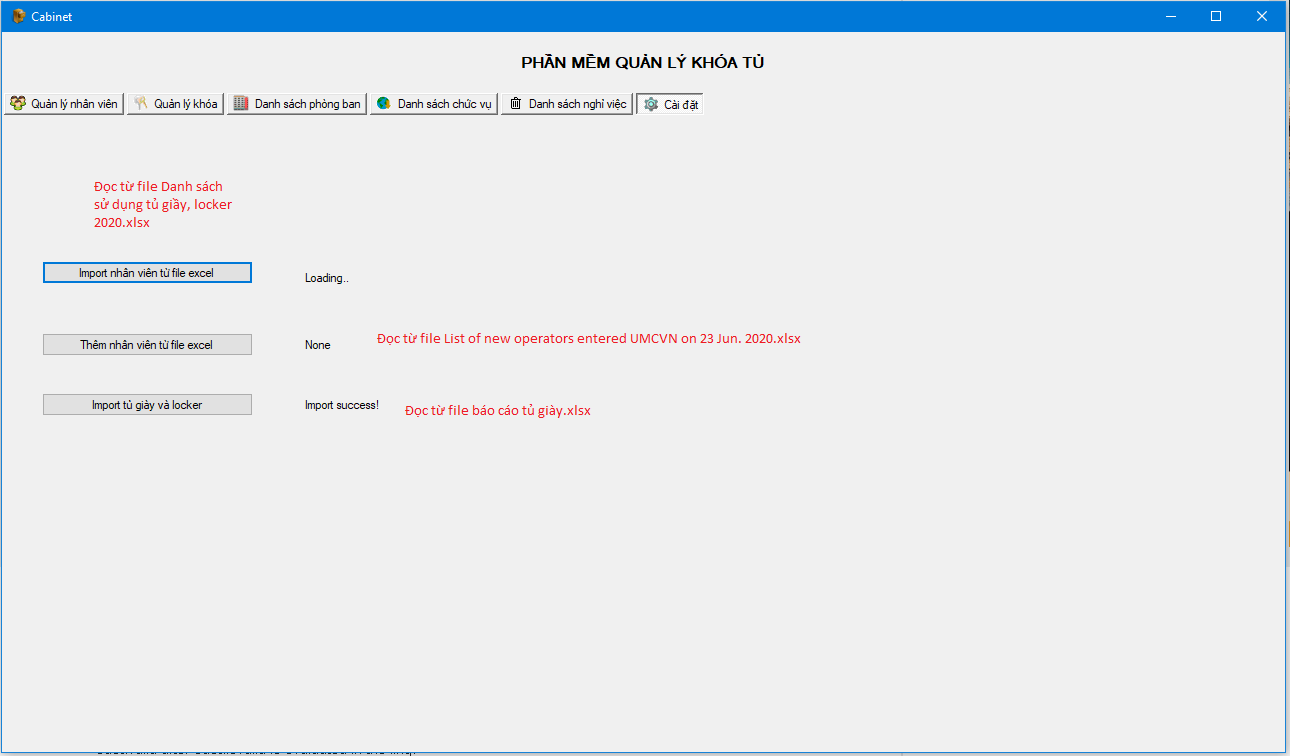 Cabinet
PHẦN MỀM QUẢN LÝ KHÓA TỦ
Quản lý nhân viên
Quản lý khóa
Danh sách phòng ban
Danh sách chức vụ
Danh sách nghỉ việc
Cài đặt
Đọc từ file Danh sách
sử dụng tủ giầy, locker
2020.xlsx
Import nhân viên từ file excel
Loading..
Thêm nhân viên từ file excel
None
Đọc từ file List of new operators entered UMCVN on 23 Jun. 2020.xlsx
Import tủ giày và locker
Import success!
Đọc từ file báo cáo tủ giày.xlsx